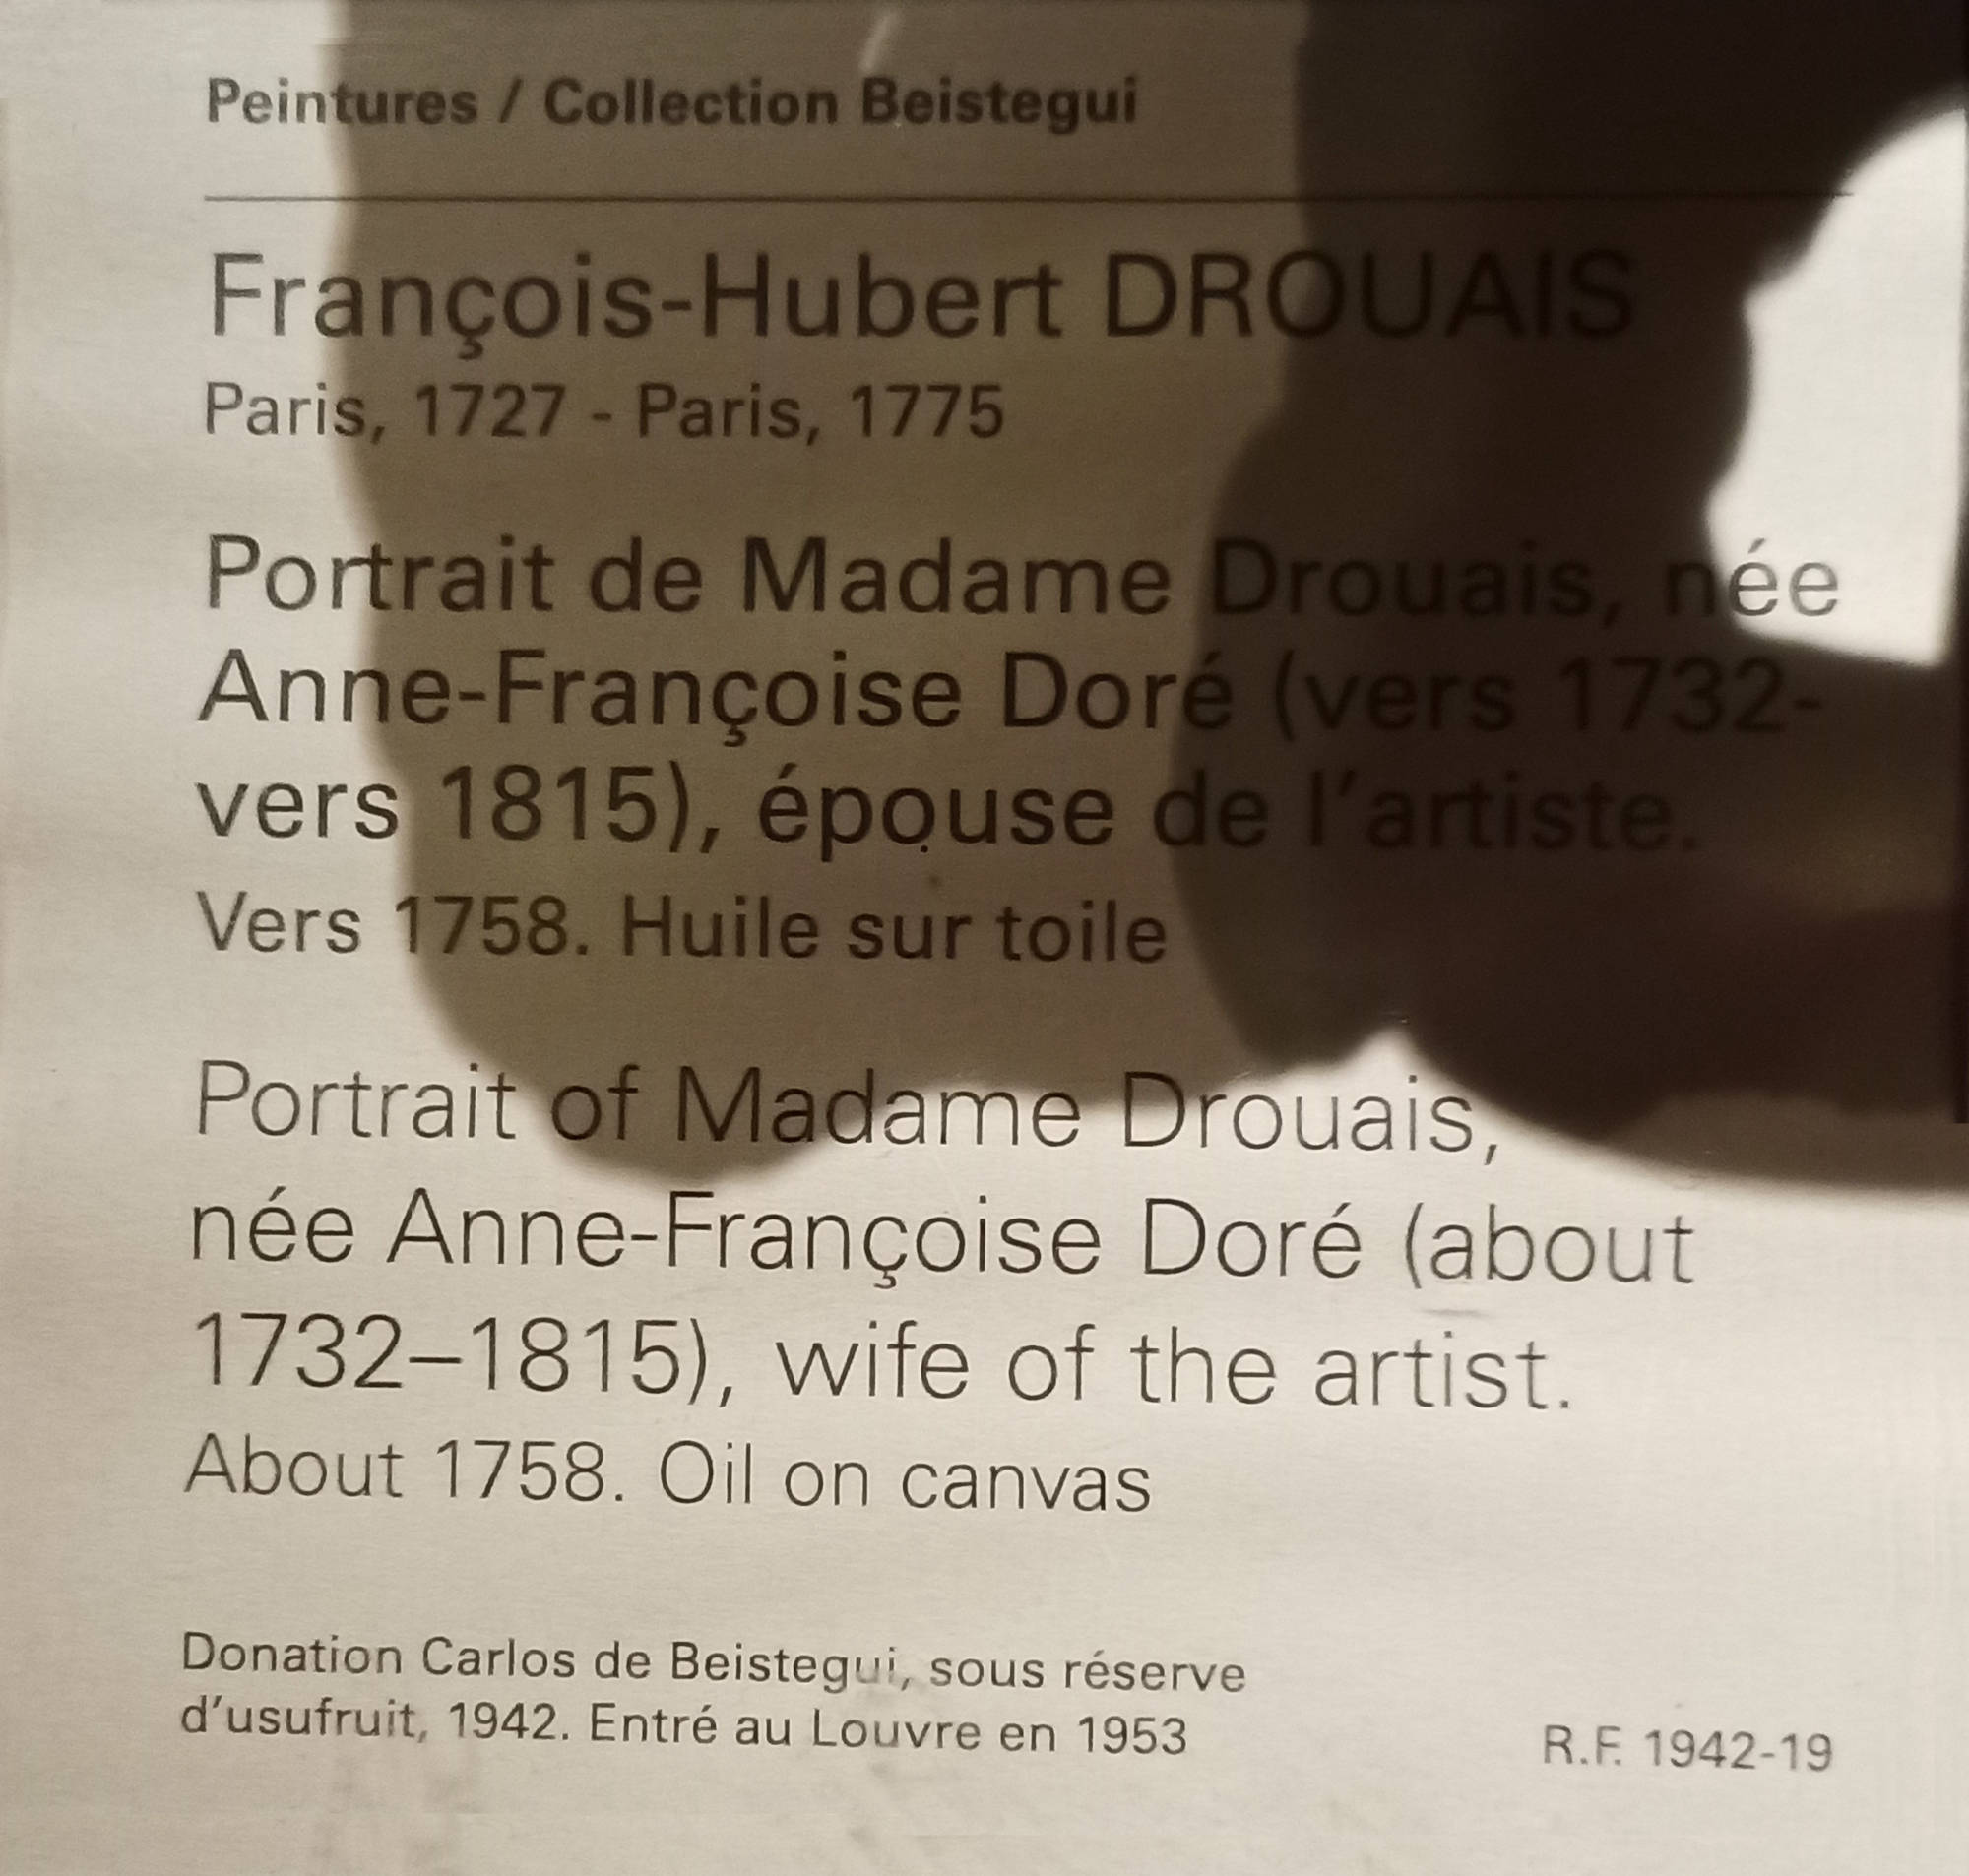 Peintures / Collection Beistegui
François-Hubert DROUAIS
Paris, 1727 - Paris, 1775
Portrait de Madame Drouais, née
Anne-Françoise Doré (vers 1732-
vers 1815), épouse de l'artiste.
Vers 1758. Huile sur toile
Portrait of Madame Drouais,
née Anne-Françoise Doré (about
1732–1815), wife of the artist.
About 1758. Oil on canvas
Donation Carlos de Beistegui, sous réserve
d'usufruit, 1942. Entré au Louvre en 1953
R.F. 1942-19